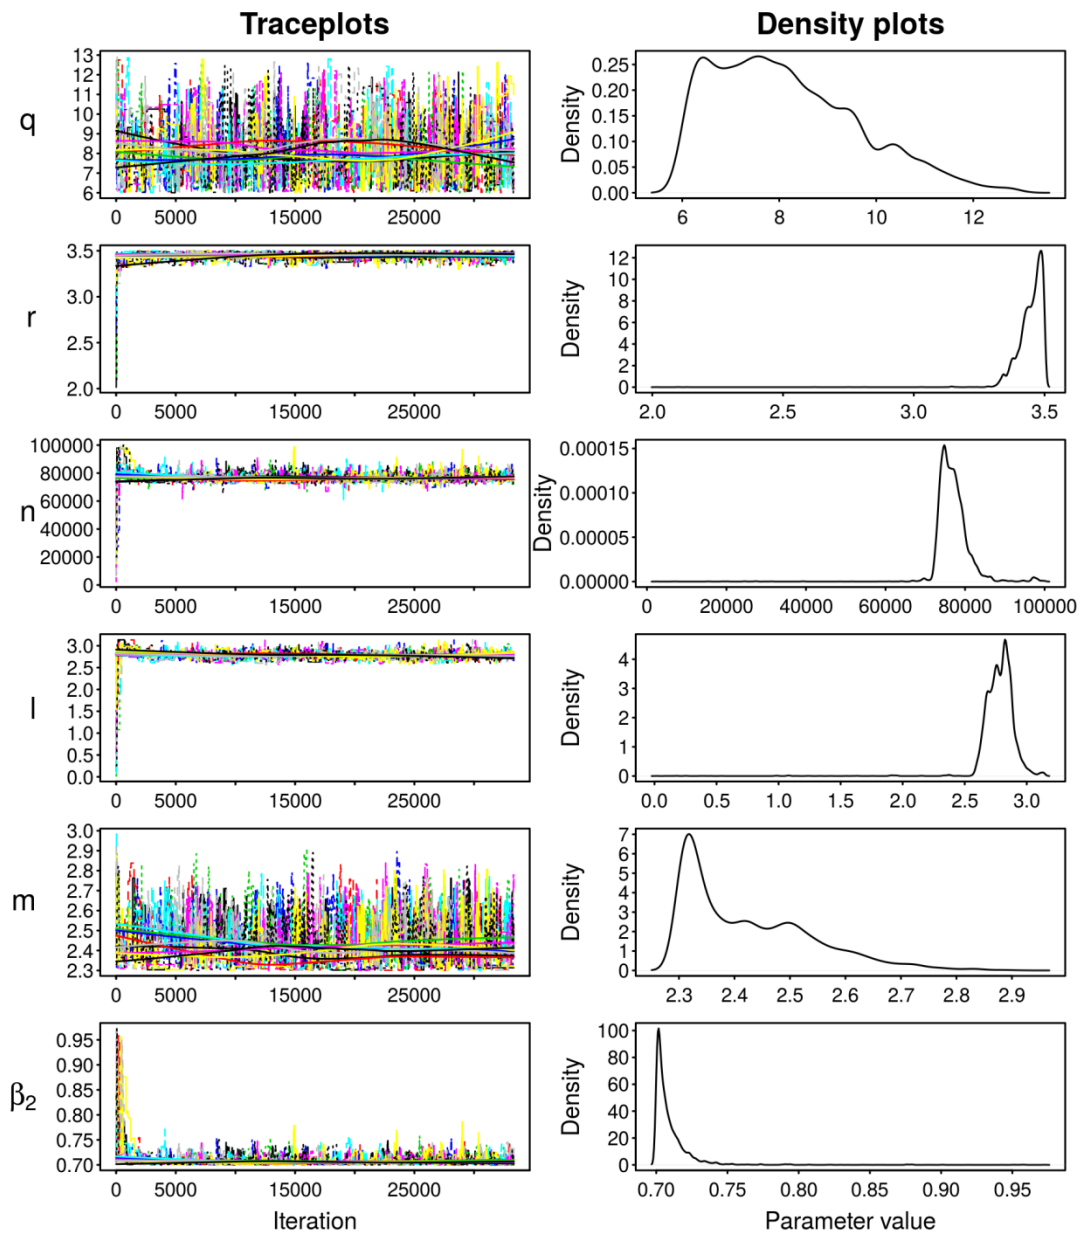 Traceplots
Density plots
q
13
12
11
10
9
8
7
6
0 5000 15000 25000
Density
0.25
0.20
0.15
0.10
0.05
0.00
6 8 10 12
r
3.5
3.0
2.5
2.0
0 5000 15000 25000
Density
12
10
8
6
4
2
0
2.0 2.5 3.0 3.5
n
100000
80000
60000
40000
20000
0
0 5000 15000 25000
Density
0.00015
0.00010
0.00005
0.00000
0 20000 40000 60000 80000 100000
l
3.0
2.5
2.0
1.5
1.0
0.5
0.0
0 5000 15000 25000
Density
4
3
2
1
0
0.0 0.5 1.0 1.5 2.0 2.5 3.0
m
3.0
2.9
2.8
2.7
2.6
2.5
2.4
2.3
0 5000 15000 25000
Density
7
6
5
4
3
2
1
0
2.3 2.4 2.5 2.6 2.7 2.8 2.9
β2
0.95
0.90
0.85
0.80
0.75
0.70
0 5000 15000 25000
Iteration
Density
100
80
60
40
20
0
0.70 0.75 0.80 0.85 0.90 0.95
Parameter value